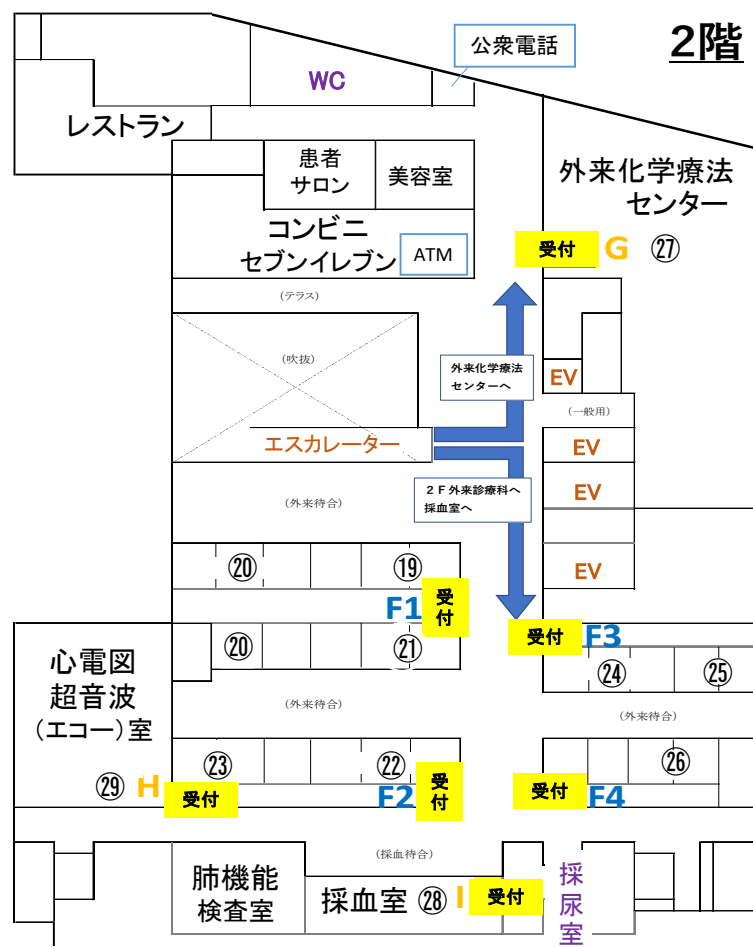 2階
公衆電話
WC
レストラン
患者
サロン
美容室
外来化学療法
センター
コンビニ
セブンイレブン
ATM
受付 G ㉗
(テラス)
(吹抜)
外来化学療法
センターへ
EV
(一般用)
エスカレーター
EV
２Ｆ外来診療科へ
採血室へ
EV
(外来待合)
⑳
⑲
EV
F1
受付
受付
F3
心電図
超音波
(エコー)室
⑳
㉑
㉔
㉕
(外来待合)
(外来待合)
㉓
㉒
㉖
㉙ H
受付
F2
受付
受付
F4
(採血待合)
肺機能
検査室
採血室 ㉘ I
受付
採尿室